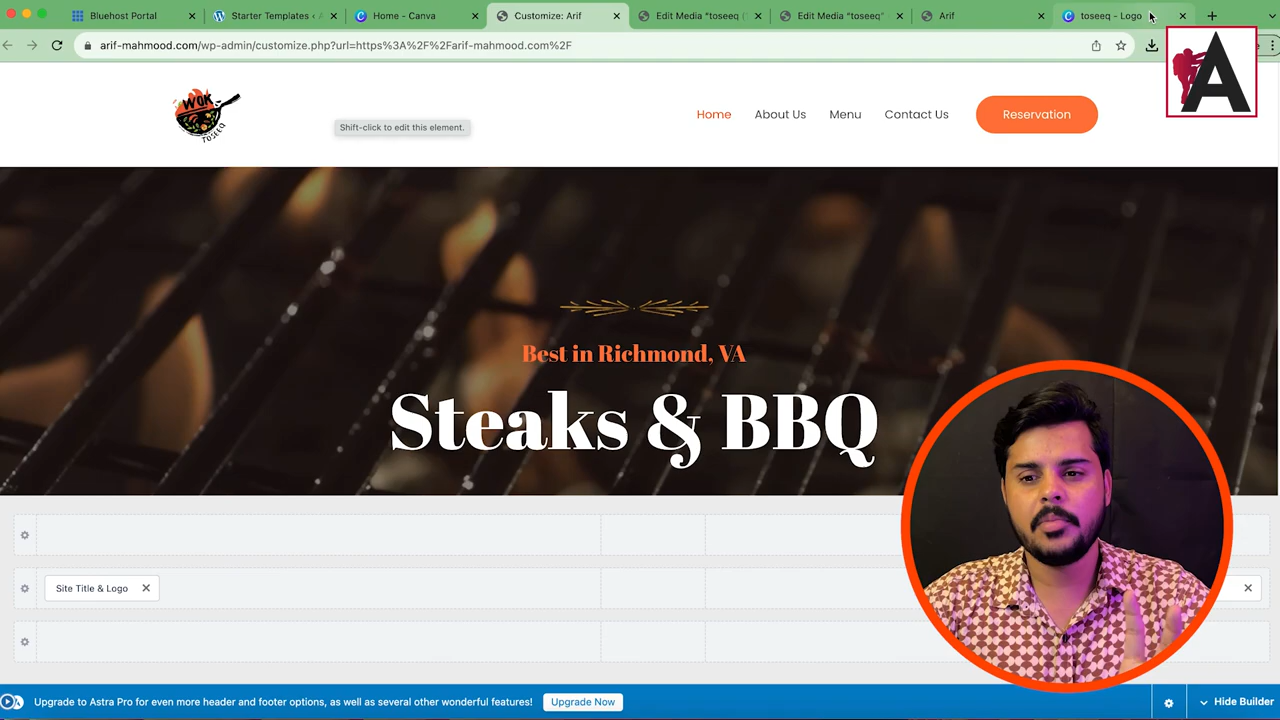 Bluehost Portal
Starter Templates ‹ A
Home - Canva
Customize: Arif
Edit Media "toseeq (
Edit Media "toseeq"
Arif
toseeq - Logo
arif-mahmood.com/wp-admin/customize.php?url=https%3A%2F%2Farif-mahmood.com%2F
A
WOK
TOSEEQ
Shift-click to edit this element.
Home
About Us
Menu
Contact Us
Reservation
Best in Richmond, VA
Steaks & BBQ
Site Title & Logo
Upgrade to Astra Pro for even more header and footer options, as well as several other wonderful features!
Upgrade Now
Hide Builder